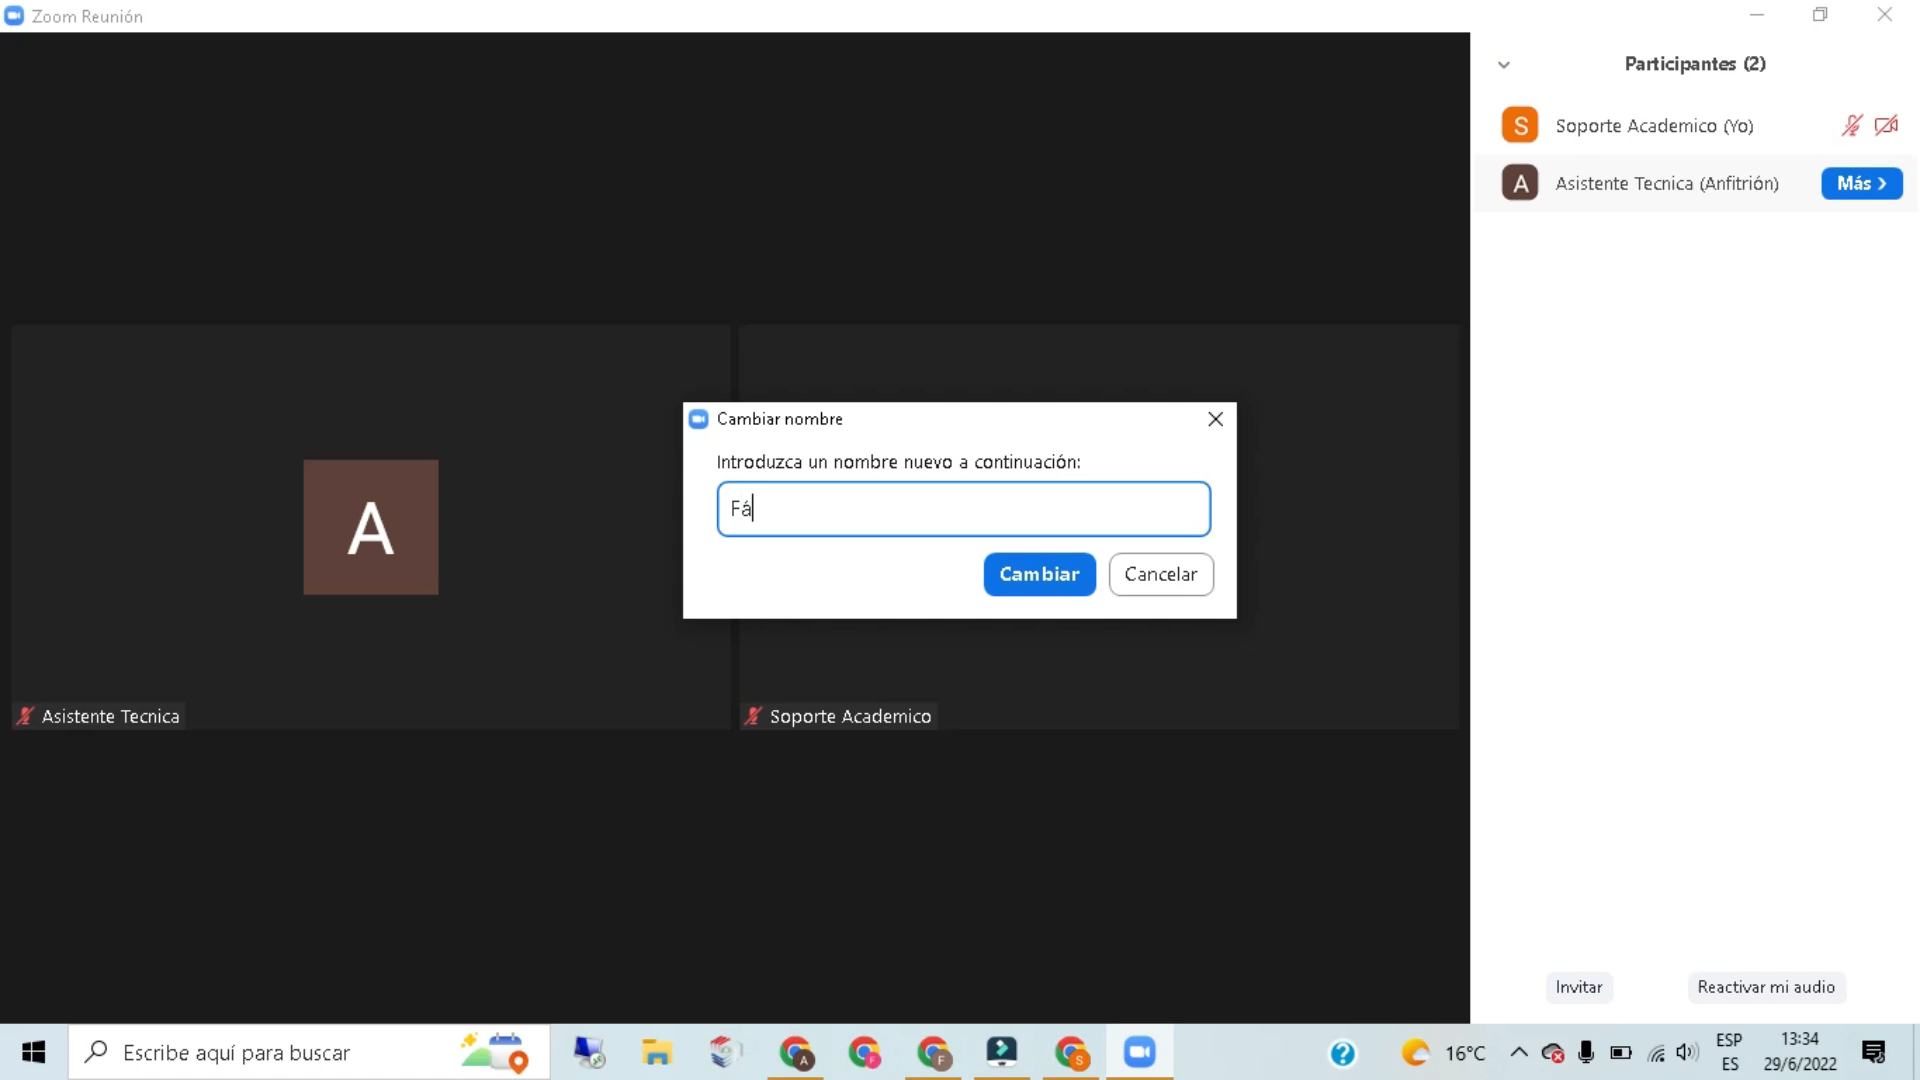 Zoom Reunión
Participantes (2)
S
Soporte Academico (Yo)
A
Asistente Tecnica (Anfitrión)
Más >
Cambiar nombre
Introduzca un nombre nuevo a continuación:
Fá
Cambiar
Cancelar
A
Asistente Tecnica
Soporte Academico
Invitar
Reactivar mi audio
Escribe aquí para buscar
A
F
F
S
?
16°C
ESP
ES
13:34
29/6/2022